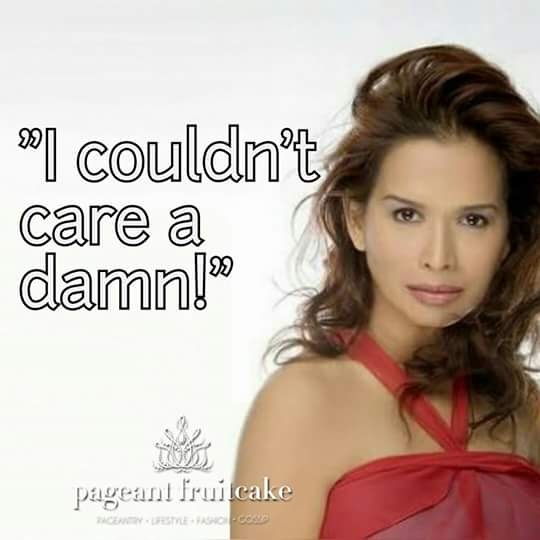 ”I couldn’t
care a
damn!”
pageant fruitcake
PAGEANTRY • LIFESTYLE • FASHION • GOSSIP